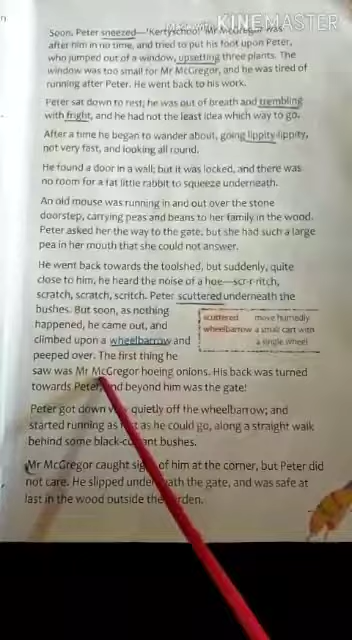 Made with KINEMASTER
Soon, Peter sneezed—'Kertyschoo!' Mr McGregor was
after him in no time, and tried to put his foot upon Peter,
who jumped out of a window, upsetting three plants. The
window was too small for Mr McGregor, and he was tired of
running after Peter. He went back to his work.
Peter sat down to rest; he was out of breath and trembling
with fright, and he had not the least idea which way to go.
After a time he began to wander about, going lippity-lippity,
not very fast, and looking all round.
He found a door in a wall; but it was locked, and there was
no room for a fat little rabbit to squeeze underneath.
An old mouse was running in and out over the stone
doorstep, carrying peas and beans to her family in the wood.
Peter asked her the way to the gate, but she had such a large
pea in her mouth that she could not answer.
He went back towards the toolshed, but suddenly, quite
close to him, he heard the noise of a hoe—scr-r-ritch,
scratch, scratch, scritch. Peter scuttered underneath the
bushes. But soon, as nothing
happened, he came out, and
climbed upon a wheelbarrow and
peeped over. The first thing he
scuttered move hurriedly
wheelbarrow a small cart with
a single wheel
saw was Mr McGregor hoeing onions. His back was turned
towards Peter, and beyond him was the gate!
Peter got down quietly off the wheelbarrow; and
started running as fast as he could go, along a straight walk
behind some black-currant bushes.
Mr McGregor caught sight of him at the corner, but Peter did
not care. He slipped underneath the gate, and was safe at
last in the wood outside the garden.